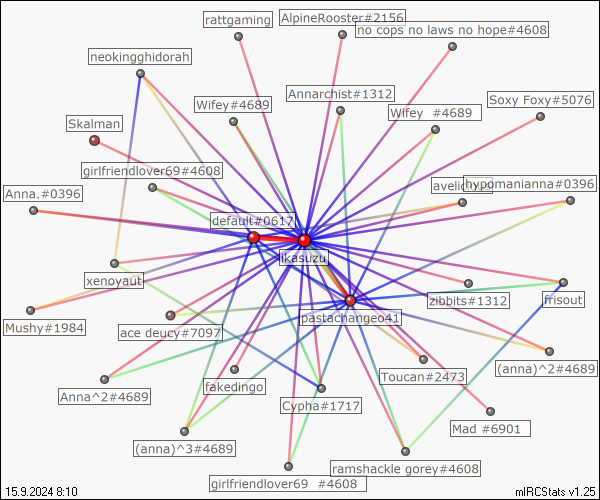 rattgaming
AlpineRooster#2156
no cops no laws no hope#4608
neokingghidorah
Wifey#4689
Annarchist#1312
Wifey #4689
Soxy Foxy#5076
Skalman
girlfriendlover69#4608
Anna.#0396
hypomanianna#0396
default#0617
ikasuzu
xenoyaut
pastachangeo41
zibbits#1312
frisout
Mushy#1984
ace deucy#7097
Toucan#2473
(anna)^2#4689
fakedingo
Anna^2#4689
Cypha#1717
Mad #6901
(anna)^3#4689
ramshackle gorey#4608
girlfriendlover69 #4608
15.9.2024 8:10
mIRCStats v1.25